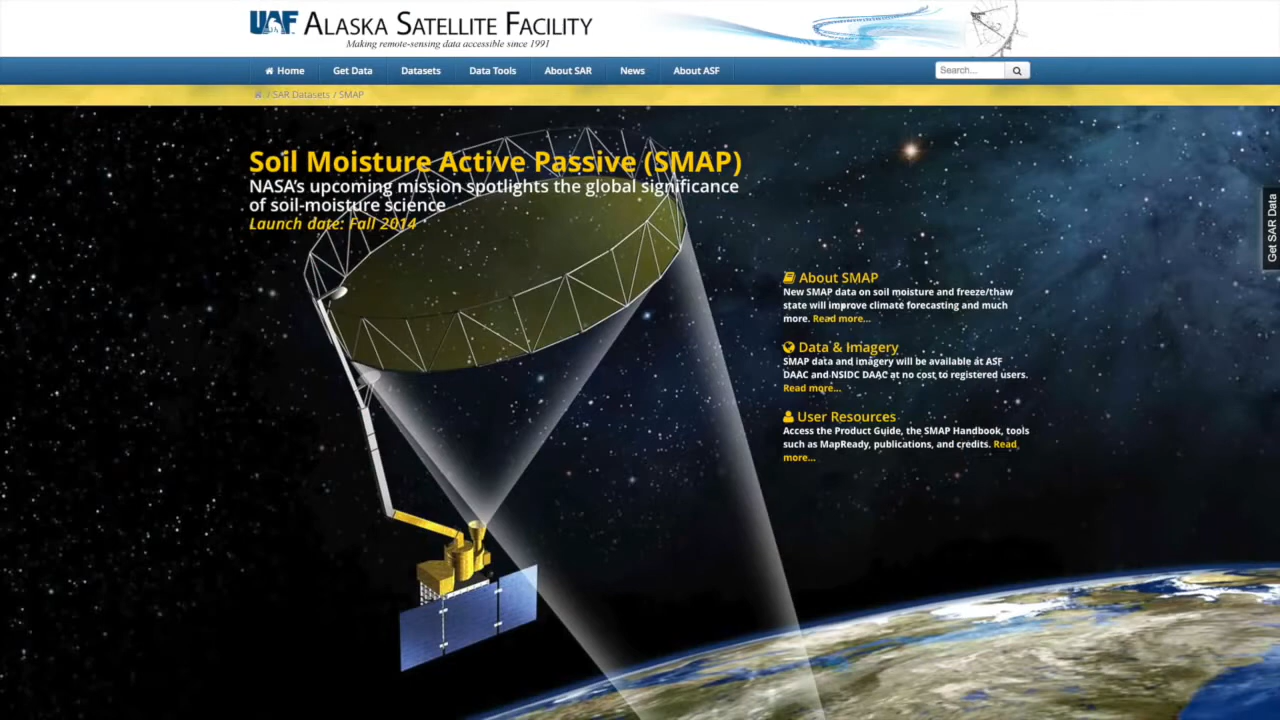 UAF ALASKA SATELLITE FACILITY
Making remote-sensing data accessible since 1991
Home Get Data Datasets Data Tools About SAR News About ASF Search...
/ SAR Datasets / SMAP
Soil Moisture Active Passive (SMAP)
NASA's upcoming mission spotlights the global significance
of soil-moisture science
Launch date: Fall 2014
Get SAR Data
About SMAP
New SMAP data on soil moisture and freeze/thaw
state will improve climate forecasting and much
more. Read more...
Data & Imagery
SMAP data and imagery will be available at ASF
DAAC and NSIDC DAAC at no cost to registered users.
Read more...
User Resources
Access the Product Guide, the SMAP Handbook, tools
such as MapReady, publications, and credits. Read
more...